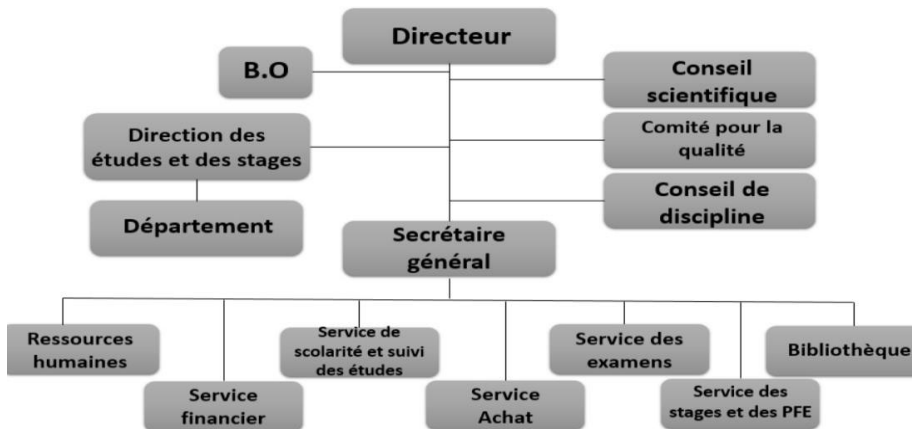 Directeur
B.O
Conseil
scientifique
Direction des
études et des stages
Comité pour la
qualité
Département
Conseil de
discipline
Secrétaire
général
Ressources
humaines
Service
financier
Service de
scolarité et suivi
des études
Service
Achat
Service des
examens
Service des
stages et des PFE
Bibliothèque